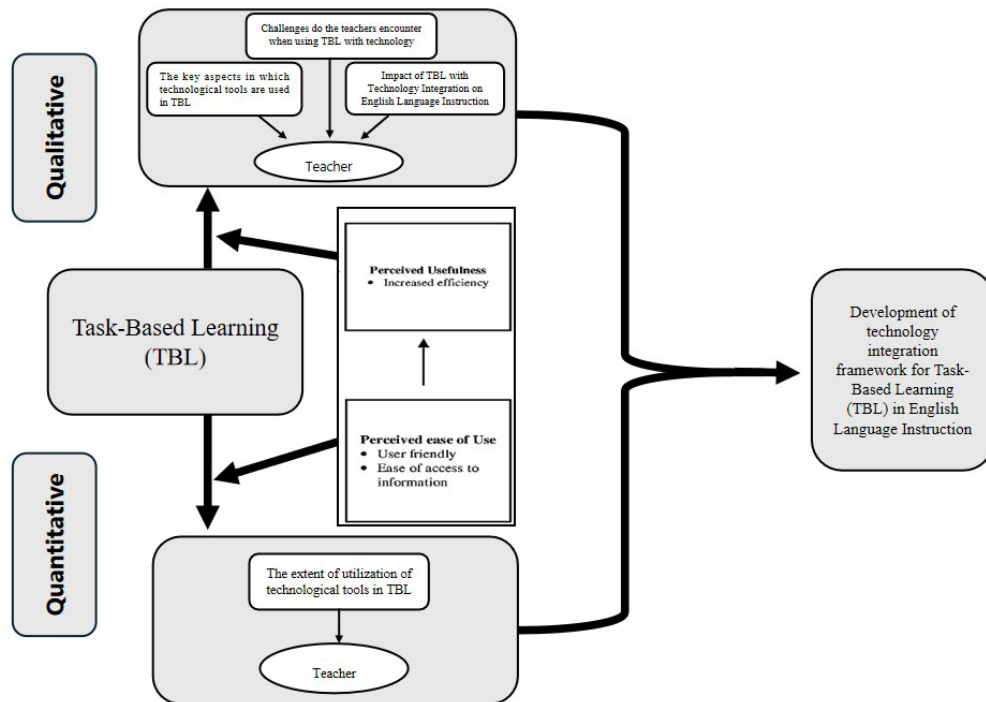 Qualitative
Challenges do the teachers encounter
when using TBL with technology
The key aspects in which
technological tools are used
in TBL
Impact of TBL with
Technology Integration on
English Language Instruction
Teacher
Task-Based Learning
(TBL)
Perceived Usefulness
• Increased efficiency
Perceived ease of Use
• User friendly
• Ease of access to
information
Development of
technology
integration
framework for Task-
Based Learning
(TBL) in English
Language Instruction
Quantitative
The extent of utilization of
technological tools in TBL
Teacher